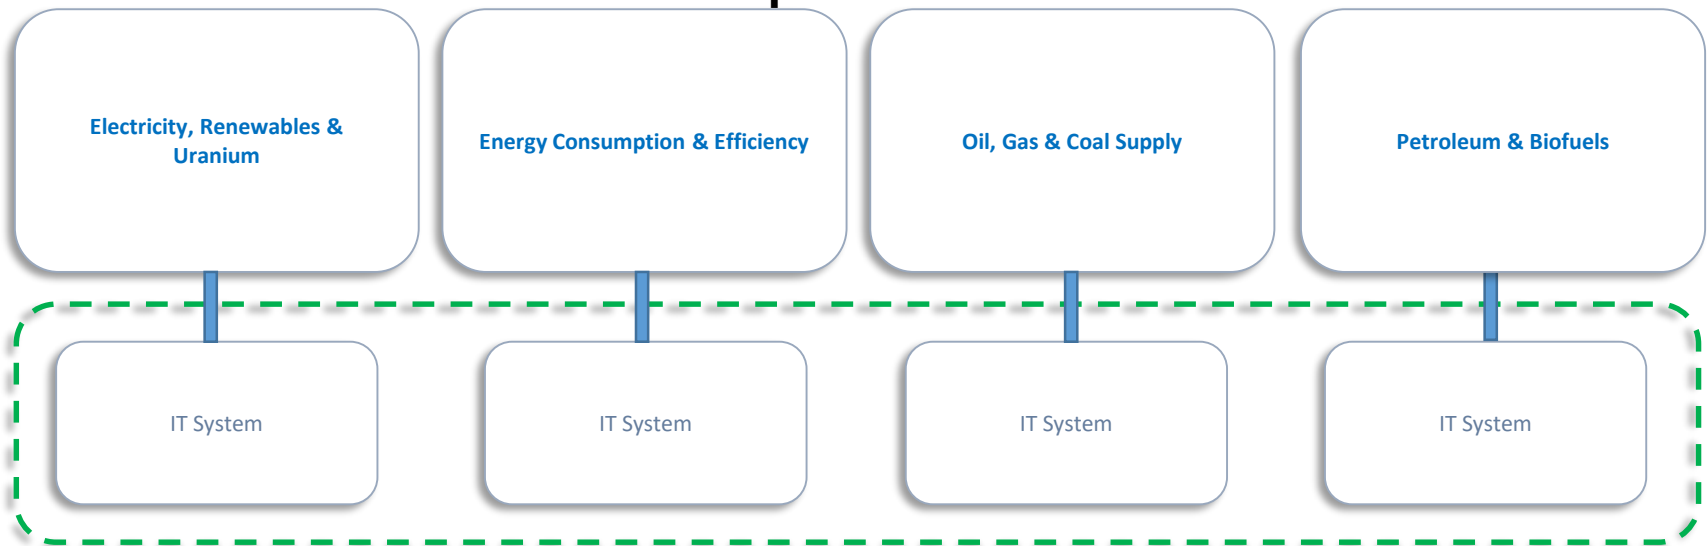 Electricity, Renewables &
Uranium
Energy Consumption & Efficiency
Oil, Gas & Coal Supply
Petroleum & Biofuels
IT System
IT System
IT System
IT System